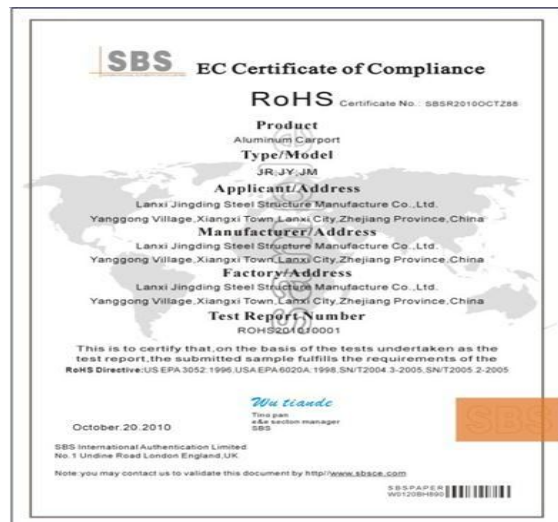 SBS EC Certificate of Compliance
RoHS Certificate No.: SBSR2010OCTZ88
Product
Aluminum Carport
Type/Model
JR;JY;JM
Applicant/Address
Lanxi Jingding Steel Structure Manufacture Co.,Ltd.
Yanggong Village,Xiangxi Town,Lanxi City,Zhejiang Province,China
Manufacturer/Address
Lanxi Jingding Steel Structure Manufacture Co.,Ltd.
Yanggong Village,Xiangxi Town,Lanxi City,Zhejiang Province,China
Factory/Address
Lanxi Jingding Steel Structure Manufacture Co.,Ltd.
Yanggong Village,Xiangxi Town,Lanxi City,Zhejiang Province,China
Test Report Number
ROHS201010001
This is to certify that,on the basis of the tests undertaken as the
test report,the submitted sample fulfills the requirements of the
RoHS Directive:US EPA 3052:1996,USA EPA 6020A:1998,SN/T2004.3-2005,SN/T2005.2-2005
Wu tiande
Tino pan
e&e section manager
SBS
October.20.2010
SBS
SBS International Authentication Limited
No.1 Undine Road London England,UK
Note:you may contact us to validate this document by http//www.sbsce.com
SBSPAPER
W0120BH890